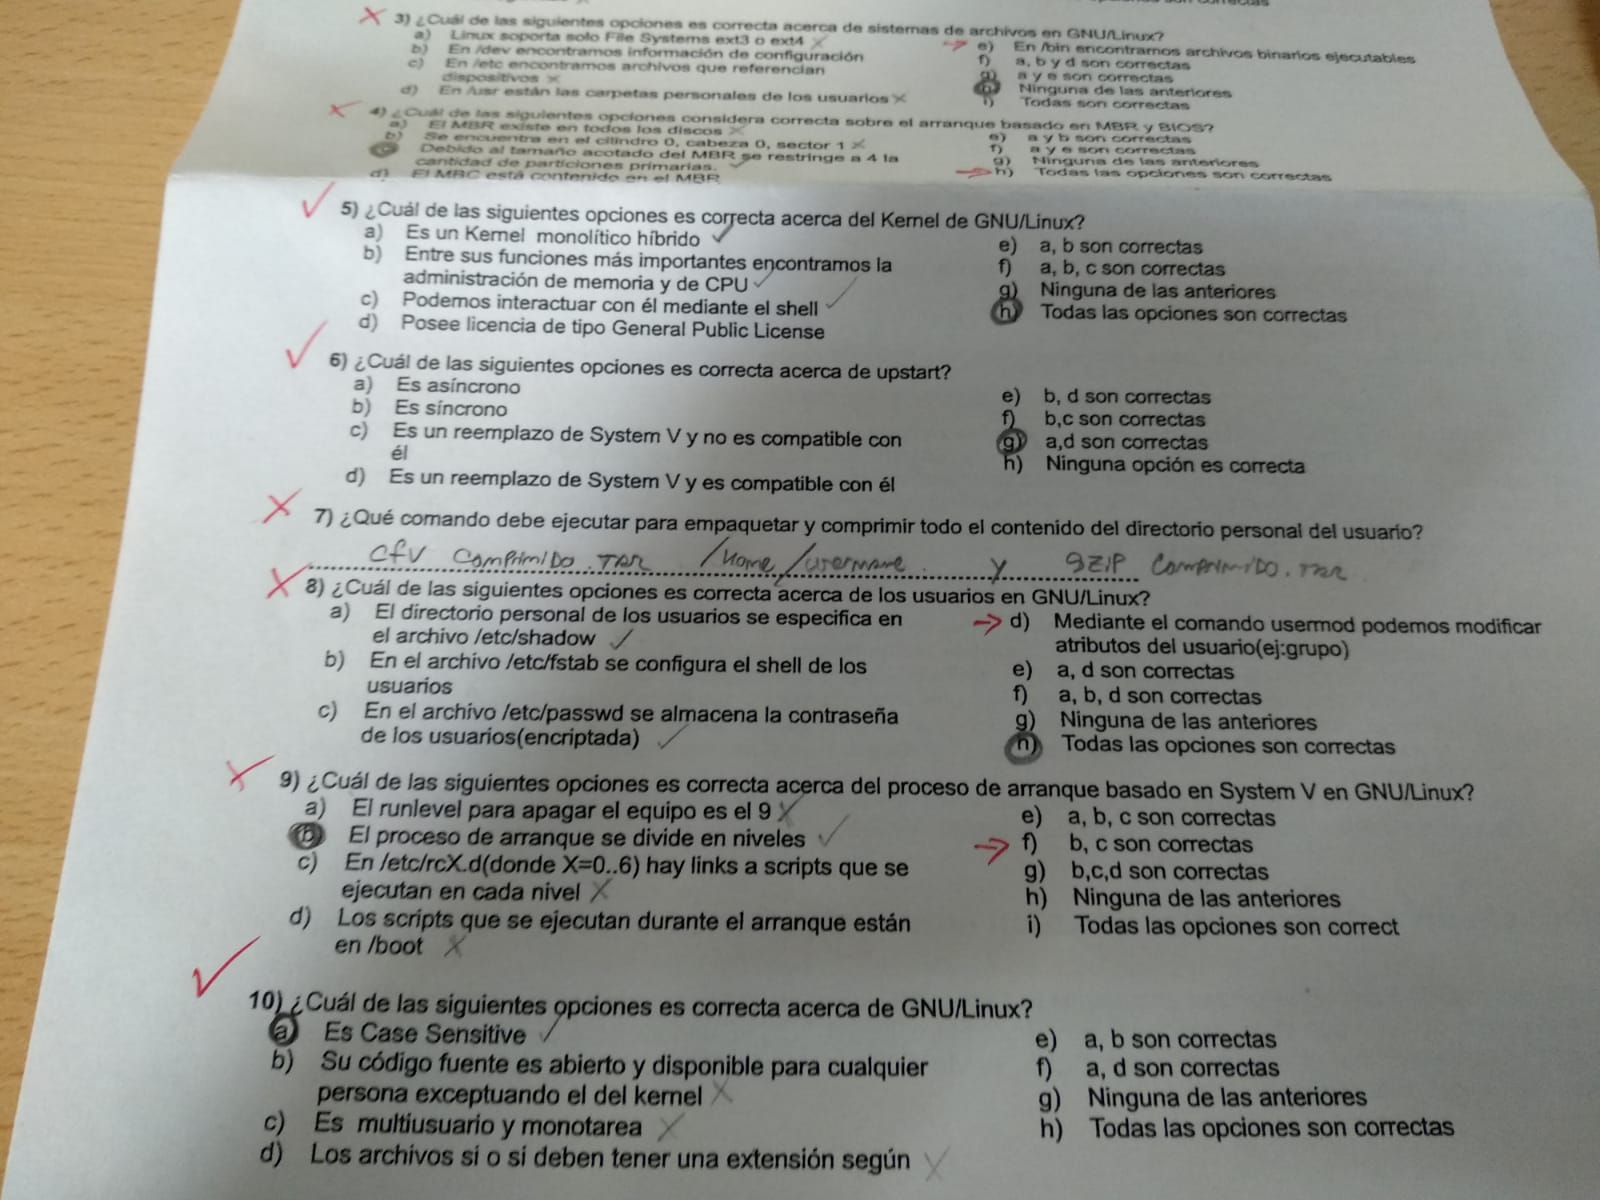 3) ¿Cuál de las siguientes opciones es correcta acerca de sistemas de archivos en GNU/Linux?
a) Linux soporta solo File Systems ext3 o ext4
b) En /dev encontramos información de configuración
c) En /etc encontramos archivos que referencian
dispositivos
d) En /usr están las carpetas personales de los usuarios
e) En /bin encontramos archivos binarios ejecutables
f) a, b y d son correctas
g) a y e son correctas
h) Ninguna de las anteriores
i) Todas son correctas
4) ¿Cuál de las siguientes opciones considera correcta sobre el arranque basado en MBR y BIOS?
a) El MBR existe en todos los discos
b) Se encuentra en el cilindro 0, cabeza 0, sector 1
c) Debido al tamaño acotado del MBR se restringe a 4 la
cantidad de particiones primarias.
d) El MBC está contenido en el MBR
e) a y b son correctas
f) a y e son correctas
g) Ninguna de las anteriores
h) Todas las opciones son correctas
5) ¿Cuál de las siguientes opciones es correcta acerca del Kernel de GNU/Linux?
a) Es un Kernel monolítico híbrido
b) Entre sus funciones más importantes encontramos la
administración de memoria y de CPU
c) Podemos interactuar con él mediante el shell
d) Posee licencia de tipo General Public License
e) a, b son correctas
f) a, b, c son correctas
g) Ninguna de las anteriores
h) Todas las opciones son correctas
6) ¿Cuál de las siguientes opciones es correcta acerca de upstart?
a) Es asíncrono
b) Es síncrono
c) Es un reemplazo de System V y no es compatible con
él
d) Es un reemplazo de System V y es compatible con él
e) b, d son correctas
f) b,c son correctas
g) a,d son correctas
h) Ninguna opción es correcta
7) ¿Qué comando debe ejecutar para empaquetar y comprimir todo el contenido del directorio personal del usuario?
cfv comprimido.TAR /home/username y gzip comprimido.TAR
8) ¿Cuál de las siguientes opciones es correcta acerca de los usuarios en GNU/Linux?
a) El directorio personal de los usuarios se especifica en
el archivo /etc/shadow
b) En el archivo /etc/fstab se configura el shell de los
usuarios
c) En el archivo /etc/passwd se almacena la contraseña
de los usuarios(encriptada)
d) Mediante el comando usermod podemos modificar
atributos del usuario(ej:grupo)
e) a, d son correctas
f) a, b, d son correctas
g) Ninguna de las anteriores
h) Todas las opciones son correctas
9) ¿Cuál de las siguientes opciones es correcta acerca del proceso de arranque basado en System V en GNU/Linux?
a) El runlevel para apagar el equipo es el 9
b) El proceso de arranque se divide en niveles
c) En /etc/rcX.d(donde X=0..6) hay links a scripts que se
ejecutan en cada nivel
d) Los scripts que se ejecutan durante el arranque están
en /boot
e) a, b, c son correctas
f) b, c son correctas
g) b,c,d son correctas
h) Ninguna de las anteriores
i) Todas las opciones son correct
10) ¿Cuál de las siguientes opciones es correcta acerca de GNU/Linux?
a) Es Case Sensitive
b) Su código fuente es abierto y disponible para cualquier
persona exceptuando el del kernel
c) Es multiusuario y monotarea
d) Los archivos si o si deben tener una extensión según
e) a, b son correctas
f) a, d son correctas
g) Ninguna de las anteriores
h) Todas las opciones son correctas